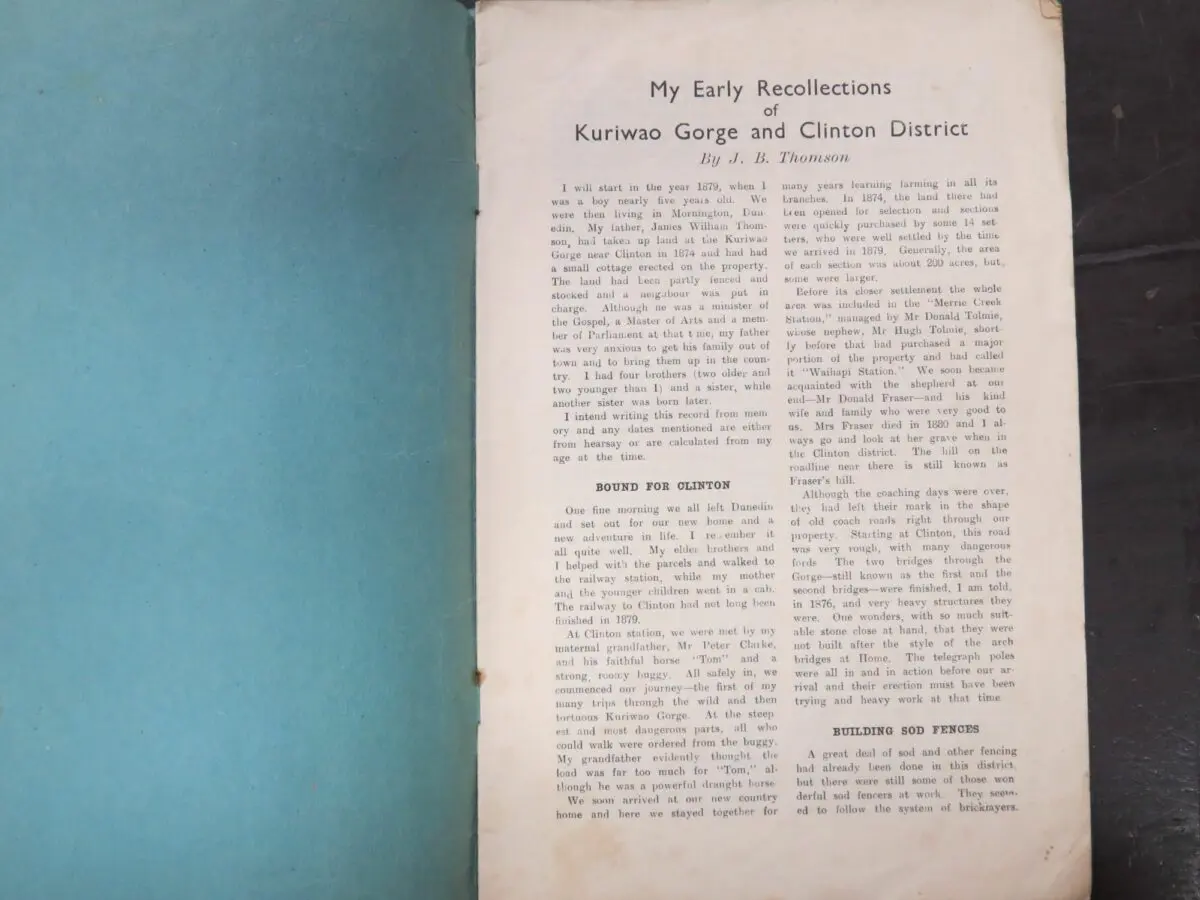 My Early Recollections
of
Kuriwao Gorge and Clinton District
By J. B. Thomson
I will start in the year 1879, when I
was a boy nearly five years old. We
were then living in Mornington, Dun-
edin. My father, James William Thom-
son, had taken up land at the Kuriwao
Gorge near Clinton in 1874 and had had
a small cottage erected on the property.
The land had been partly fenced and
stocked and a neighbour was put in
charge. Although he was a minister of
the Gospel, a Master of Arts and a mem-
ber of Parliament at that time, my father
was very anxious to get his family out of
town and to bring them up in the coun-
try. I had four brothers (two older and
two younger than I) and a sister, while
another sister was born later.
I intend writing this record from mem
ory and any dates mentioned are either
from hearsay or are calculated from my
age at the time.
BOUND FOR CLINTON
One fine morning we all left Dunedin
and set out for our new home and a
new adventure in life. I remember it
all quite well. My elder brothers and
I helped with the parcels and walked to
the railway station, while my mother
and the younger children went in a cab.
The railway to Clinton had not long been
finished in 1879.
At Clinton station, we were met by my
maternal grandfather, Mr Peter Clarke,
and his faithful horse "Tom" and a
strong, roomy buggy. All safely in, we
commenced our journey—the first of my
many trips through the wild and then
tortuous Kuriwao Gorge. At the steep
est and most dangerous parts, all who
could walk were ordered from the buggy.
My grandfather evidently thought the
load was far too much for "Tom," al-
though he was a powerful draught horse
We soon arrived at our new country
home and here we stayed together for
many years learning farming in all its
branches. In 1874, the land there had
been opened for selection and sections
were quickly purchased by some 14 set-
tlers, who were well settled by the time
we arrived in 1879. Generally, the area
of each section was about 200 acres, but,
some were larger.
Before its closer settlement the whole
area was included in the "Merrie Creek
Station," managed by Mr Donald Tolmie,
whose nephew, Mr Hugh Tolmie, short-
ly before that had purchased a major
portion of the property and had called
it "Waihapi Station." We soon became
acquainted with the shepherd at our
end—Mr Donald Fraser—and his kind
wife and family who were very good to
us. Mrs Fraser died in 1880 and I al-
ways go and look at her grave when in
the Clinton district. The hill on the
roadline near there is still known as
Fraser's hill.
Although the coaching days were over,
they had left their mark in the shape
of old coach roads right through our
property. Starting at Clinton, this road
was very rough, with many dangerous
fords The two bridges through the
Gorge—still known as the first and the
second bridges—were finished, I am told,
in 1876, and very heavy structures they
were. One wonders, with so much suit-
able stone close at hand, that they were
not built after the style of the arch
bridges at Home. The telegraph poles
were all in and in action before our ar-
rival and their erection must have been
trying and heavy work at that time
BUILDING SOD FENCES
A great deal of sod and other fencing
had already been done in this district,
but there were still some of those won
derful sod fencers at work. They seem-
ed to follow the system of bricklayers.